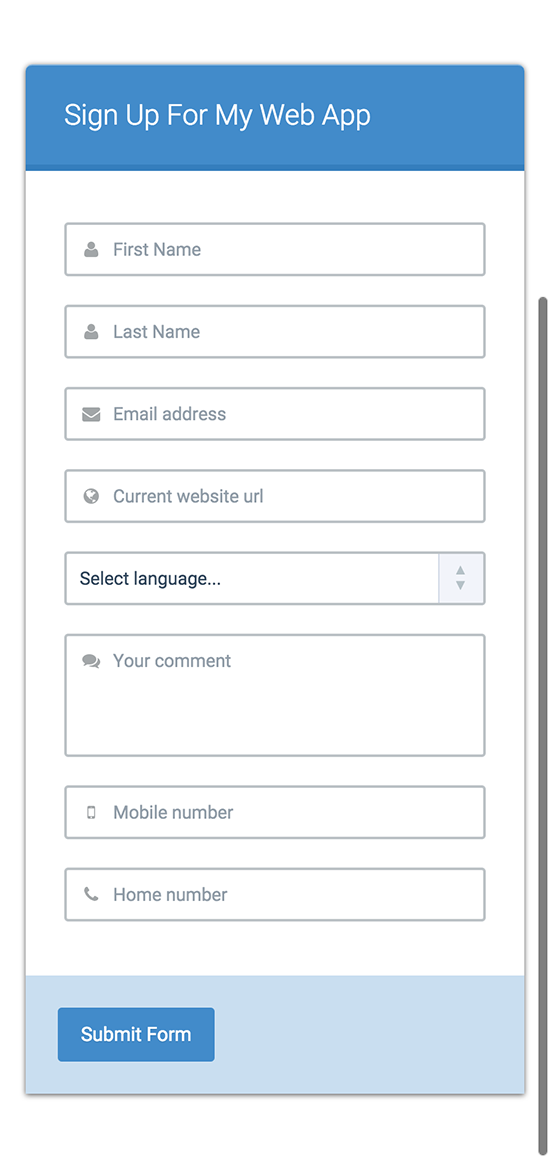 Sign Up For My Web App
First Name
Last Name
Email address
Current website url
Select language...
Your comment
Mobile number
Home number
Submit Form